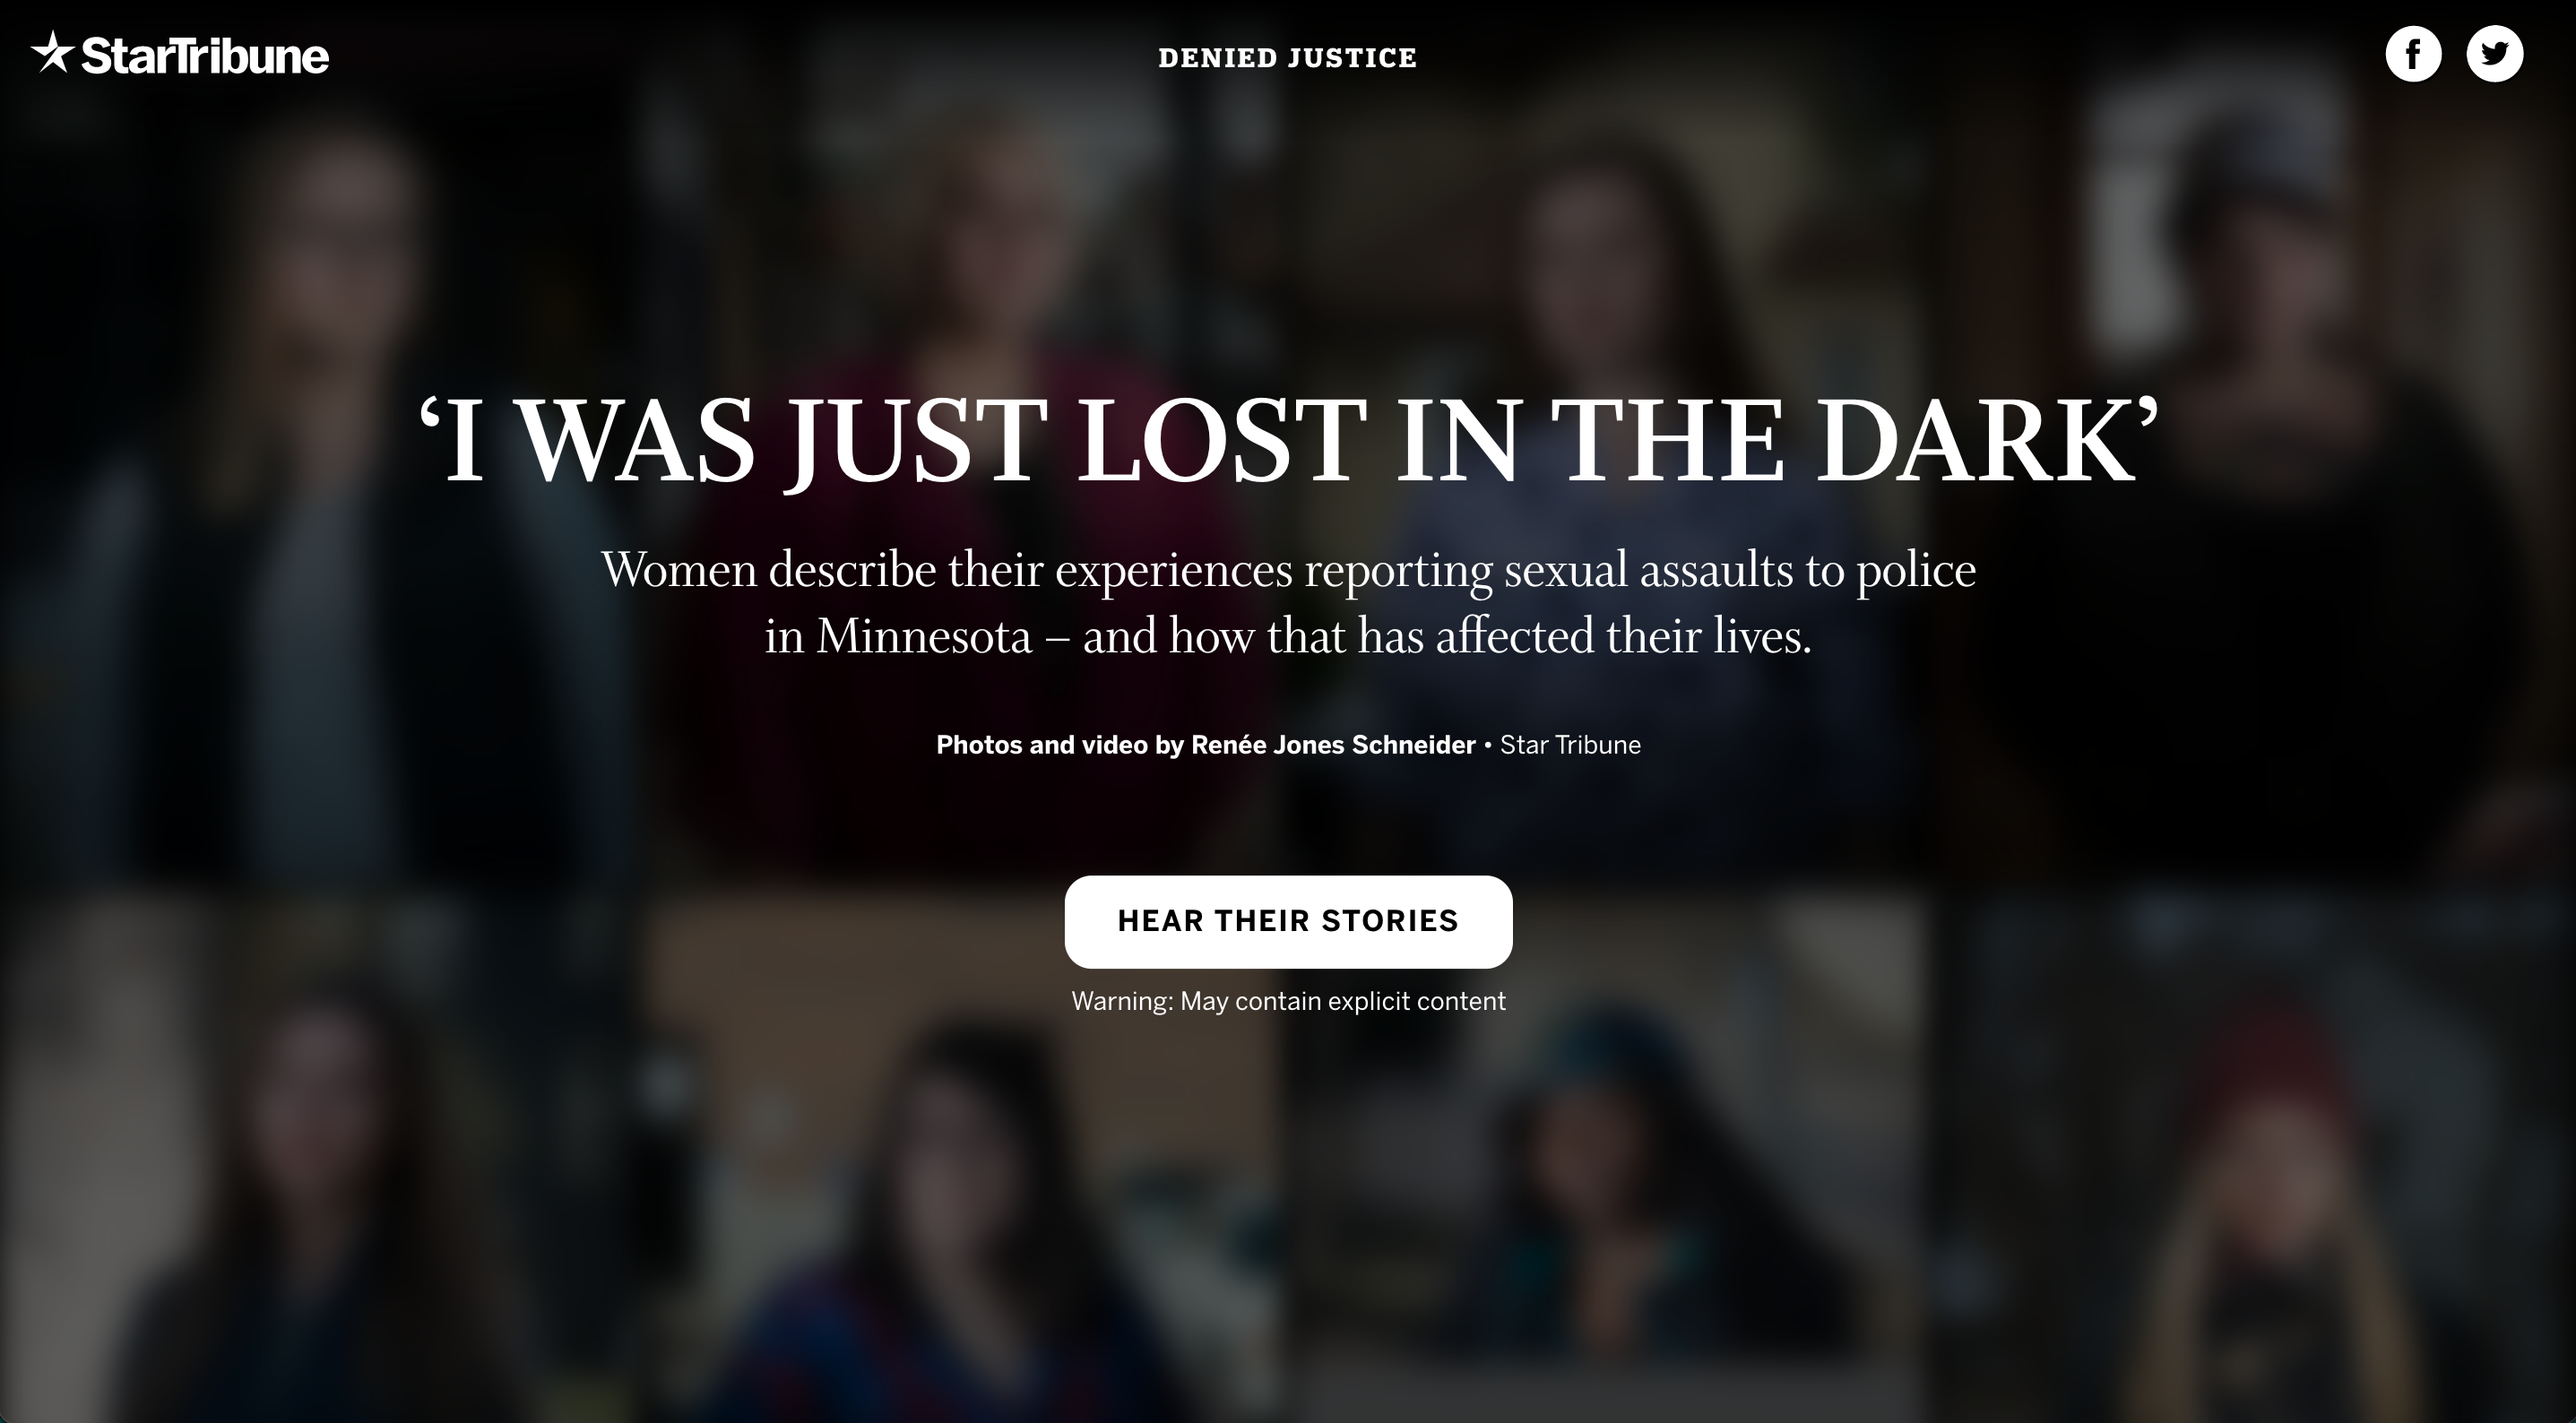 StarTribune
DENIED JUSTICE
‘I WAS JUST LOST IN THE DARK’
Women describe their experiences reporting sexual assaults to police
in Minnesota – and how that has affected their lives.
Photos and video by Renée Jones Schneider • Star Tribune
HEAR THEIR STORIES
Warning: May contain explicit content